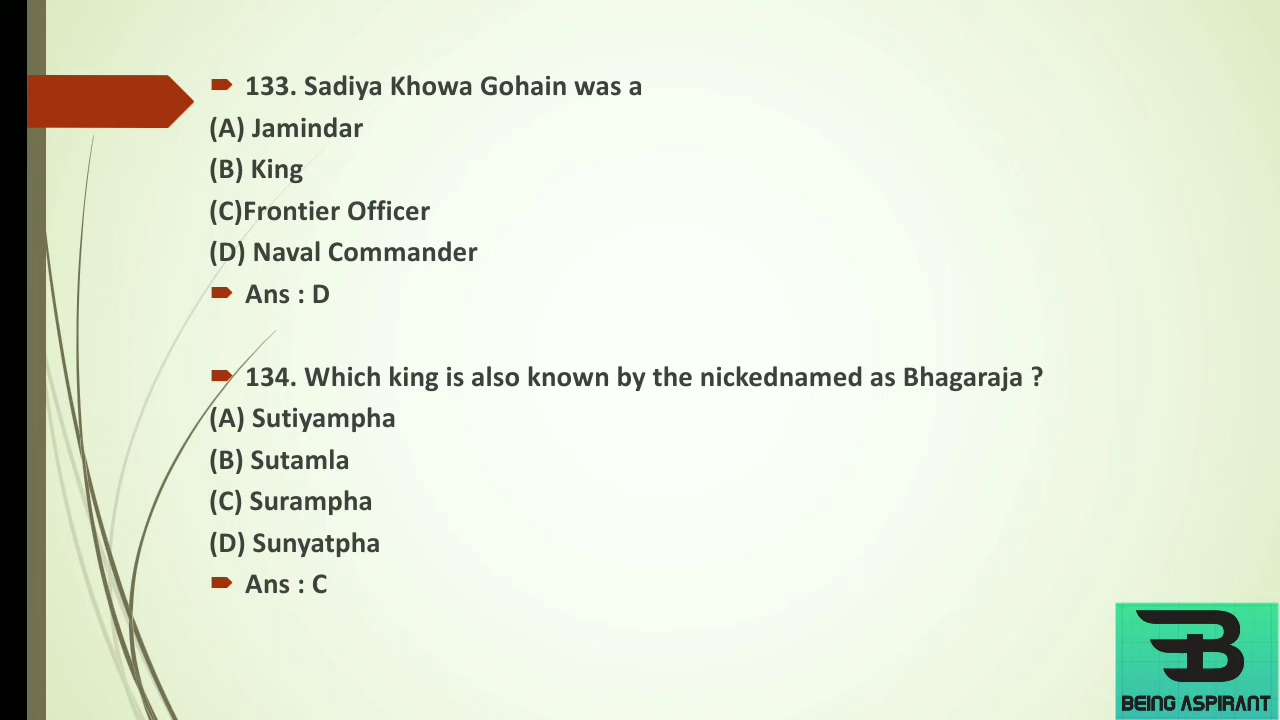 133. Sadiya Khowa Gohain was a
(A) Jamindar
(B) King
(C)Frontier Officer
(D) Naval Commander
Ans : D
134. Which king is also known by the nickednamed as Bhagaraja ?
(A) Sutiyampha
(B) Sutamla
(C) Surampha
(D) Sunyatpha
Ans : C
BEING ASPIRANT